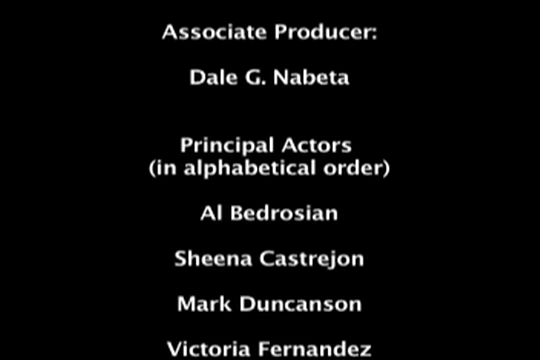 Associate Producer:
Dale G. Nabeta
Principal Actors
(in alphabetical order)
Al Bedrosian
Sheena Castrejon
Mark Duncanson
Victoria Fernandez